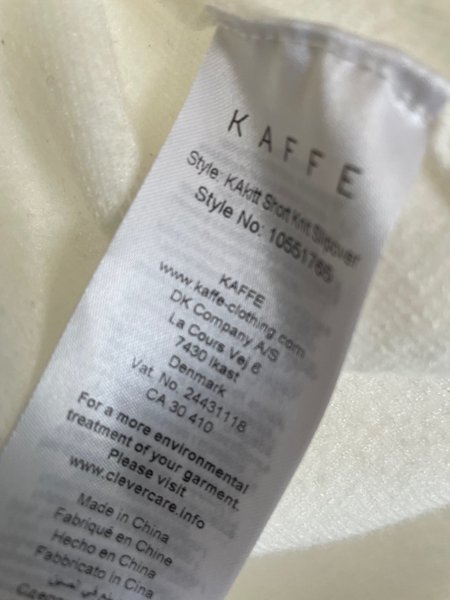 KAFFE
Style: KAkitt Short Knit Slipover
Style No: 10551765
KAFFE
www.kaffe-clothing.com
DK Company A/S
La Cours Vej 6
7430 Ikast
Denmark
Vat. No. 24431118
CA 30 410
For a more environmental
treatment of your garment.
Please visit
www.clevercare.info
Made in China
Fabriqué en Chine
Hecho en China
Fabbricato in Cina